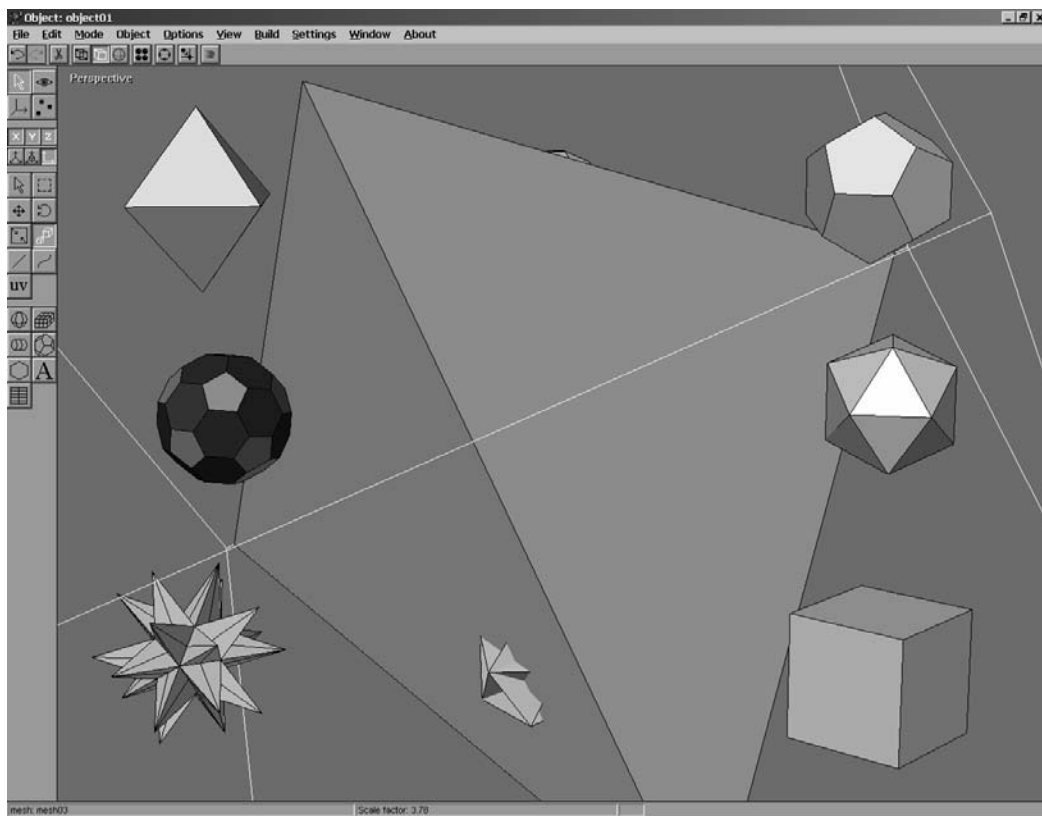 Object: object01
File Edit Mode Object Options View Build Settings Window About
Perspective
X Y Z
uv
A
mesh: mesh03 Scale factor: 3.78